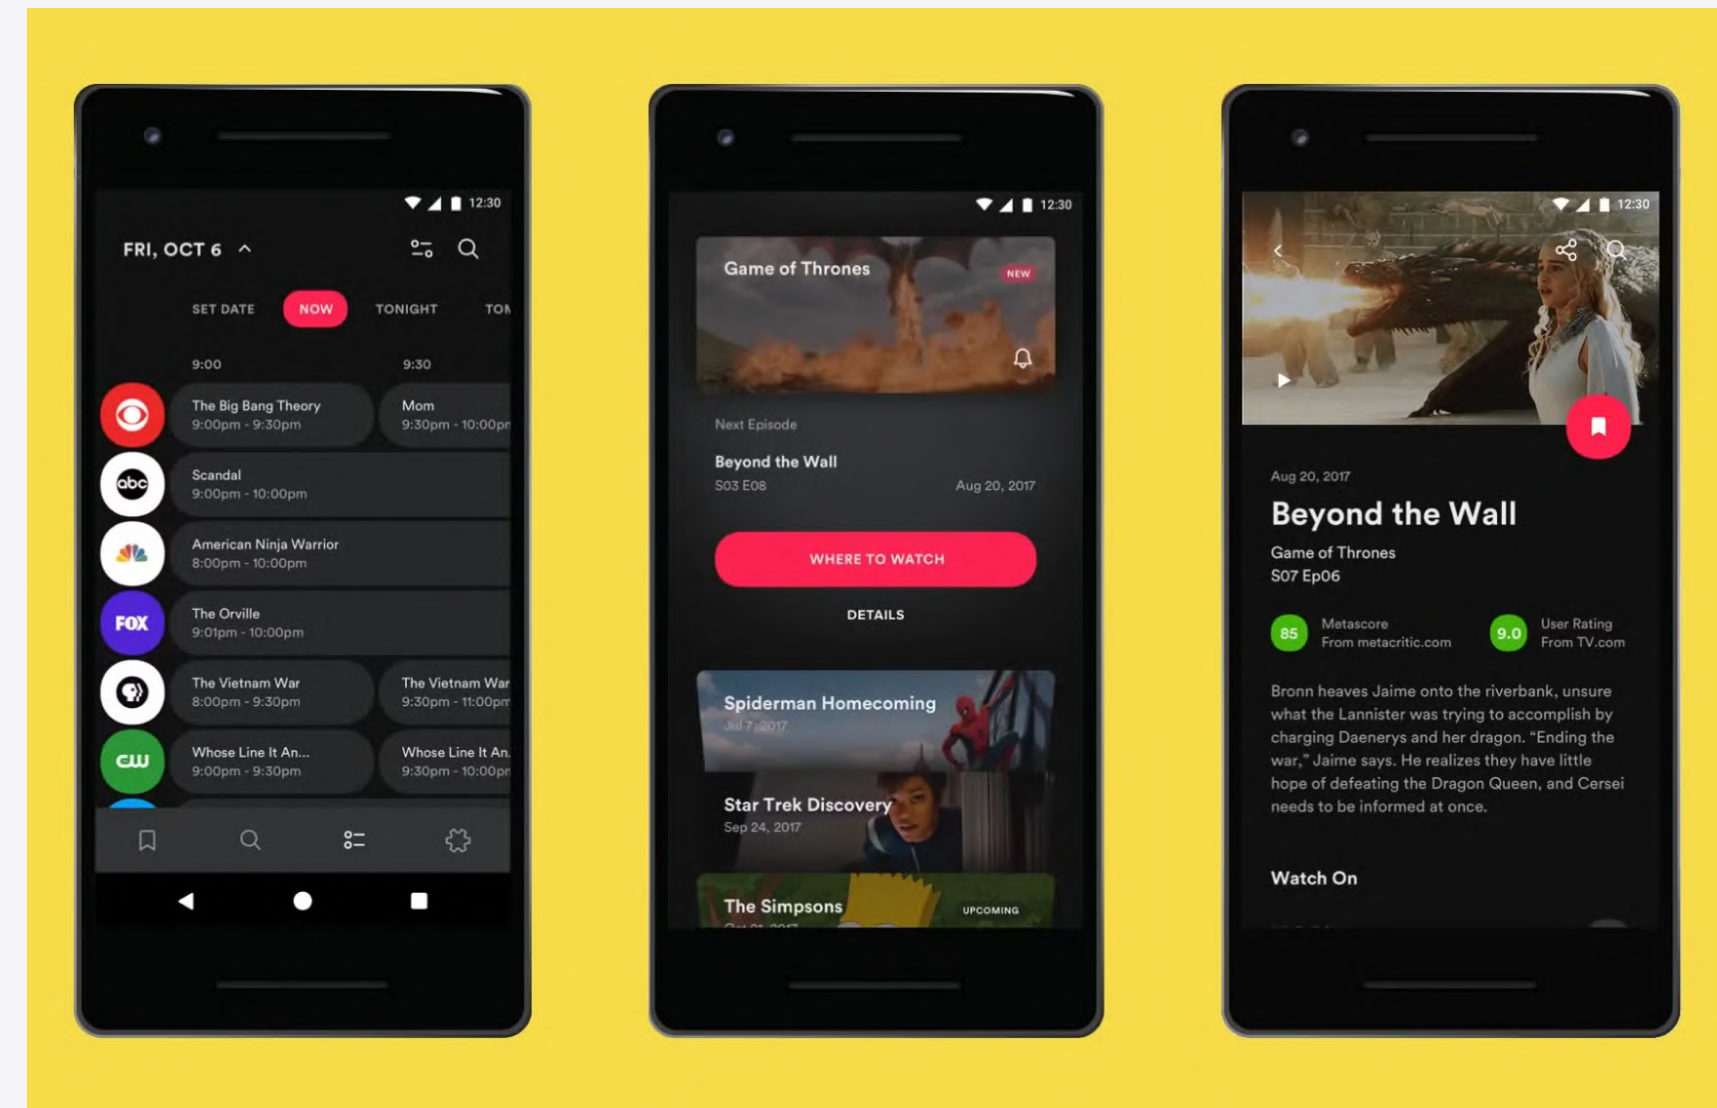 12:30
FRI, OCT 6
SET DATE NOW TONIGHT TOM
9:00 9:30
The Big Bang Theory
9:00pm - 9:30pm
Mom
9:30pm - 10:00pm
abc
Scandal
9:00pm - 10:00pm
American Ninja Warrior
8:00pm - 10:00pm
FOX
The Orville
9:01pm - 10:00pm
The Vietnam War
8:00pm - 9:30pm
The Vietnam War
9:30pm - 11:00pm
CW
Whose Line It An...
9:00pm - 9:30pm
Whose Line It An.
9:30pm - 10:00pm
12:30
Game of Thrones
NEW
Next Episode
Beyond the Wall
S03 E08 Aug 20, 2017
WHERE TO WATCH
DETAILS
Spiderman Homecoming
Jul 7, 2017
Star Trek Discovery
Sep 24, 2017
The Simpsons
UPCOMING
12:30
Aug 20, 2017
Beyond the Wall
Game of Thrones
S07 Ep06
85
Metascore
From metacritic.com
9.0
User Rating
From TV.com
Bronn heaves Jaime onto the riverbank, unsure
what the Lannister was trying to accomplish by
charging Daenerys and her dragon. “Ending the
war,” Jaime says. He realizes they have little
hope of defeating the Dragon Queen, and Cersei
needs to be informed at once.
Watch On